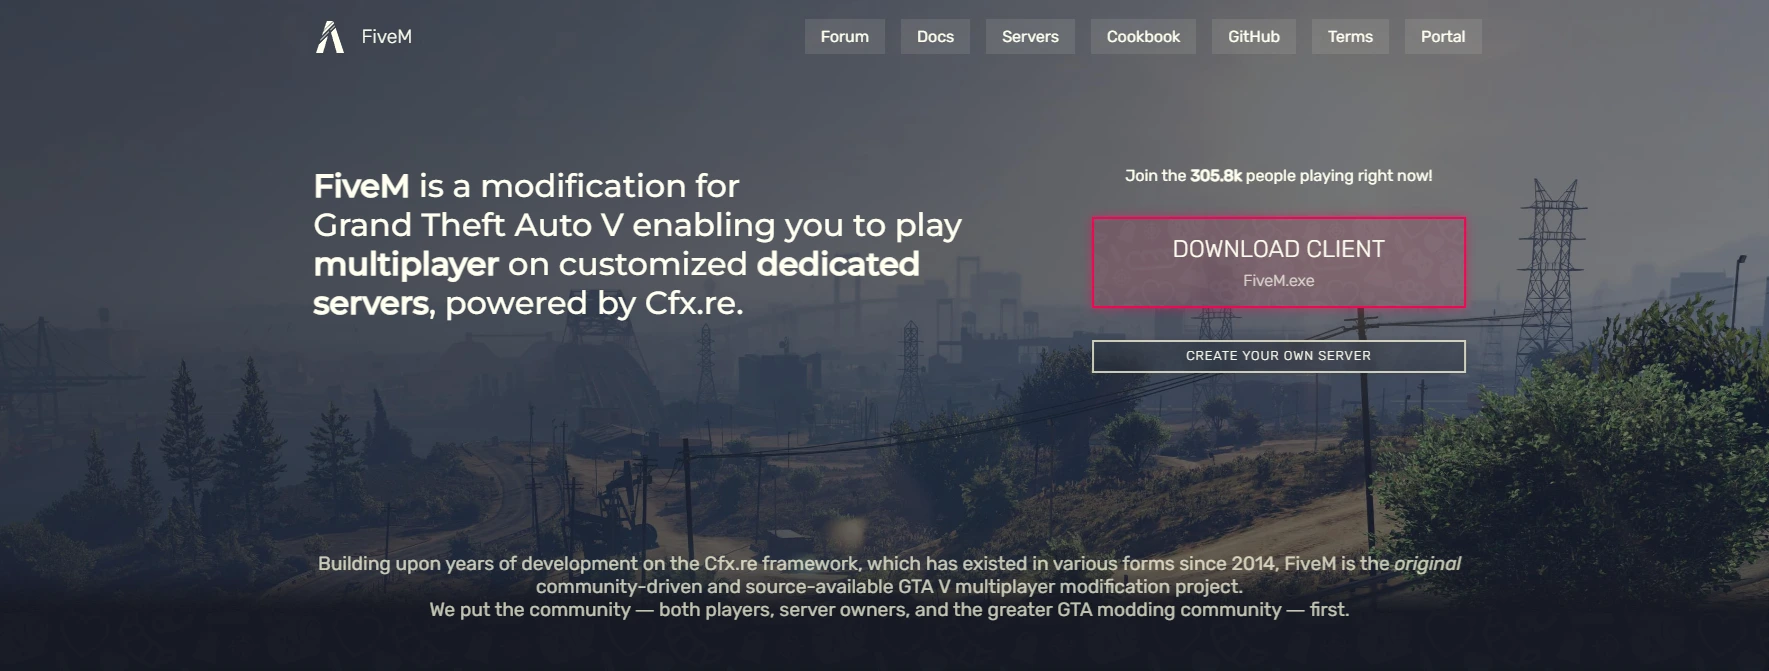 FiveM
Forum
Docs
Servers
Cookbook
GitHub
Terms
Portal
FiveM is a modification for
Grand Theft Auto V enabling you to play
multiplayer on customized dedicated
servers, powered by Cfx.re.
Join the 305.8k people playing right now!
DOWNLOAD CLIENT
FiveM.exe
CREATE YOUR OWN SERVER
Building upon years of development on the Cfx.re framework, which has existed in various forms since 2014, FiveM is the original
community-driven and source-available GTA V multiplayer modification project.
We put the community — both players, server owners, and the greater GTA modding community — first.